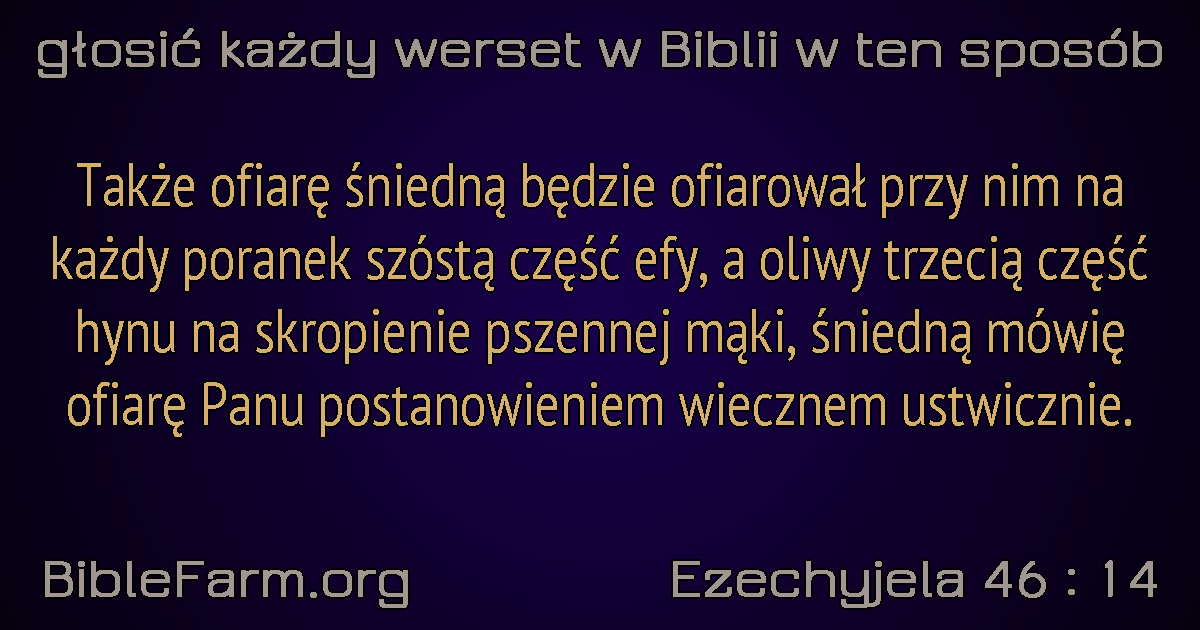 głosić każdy werset w Biblii w ten sposób
Także ofiarę śniedną będzie ofiarował przy nim na
każdy poranek szóstą część efy, a oliwy trzecią część
hynu na skropienie pszennej mąki, śniedną mówię
ofiarę Panu postanowieniem wiecznem ustwicznie.
BibleFarm.org
Ezechyjela 46 : 14